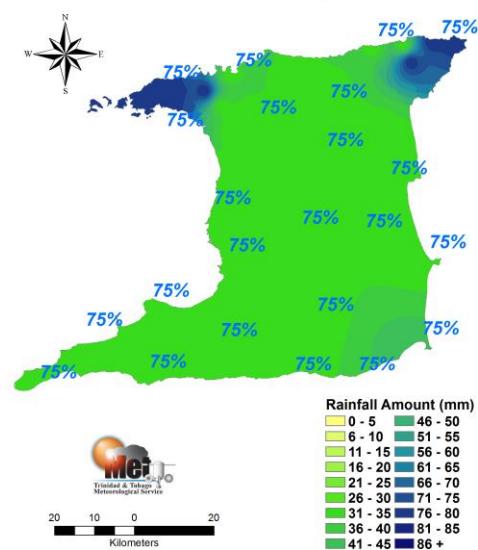 N
75% 75%
W E
75% 75%
S
75%
75%
75%
75%
75%
75%
75%
75% 75%
75%
75%
75%
75%
75%
75%
75%
75% 75% 75% 75%
Rainfall Amount (mm)
0 - 5 46 - 50
6 - 10 51 - 55
11 - 15 56 - 60
16 - 20 61 - 65
21 - 25 66 - 70
26 - 30 71 - 75
31 - 35 76 - 80
36 - 40 81 - 85
41 - 45 86 +
Met
Trinidad & Tobago
Meteorological Service
20 10 0 20
Kilometers